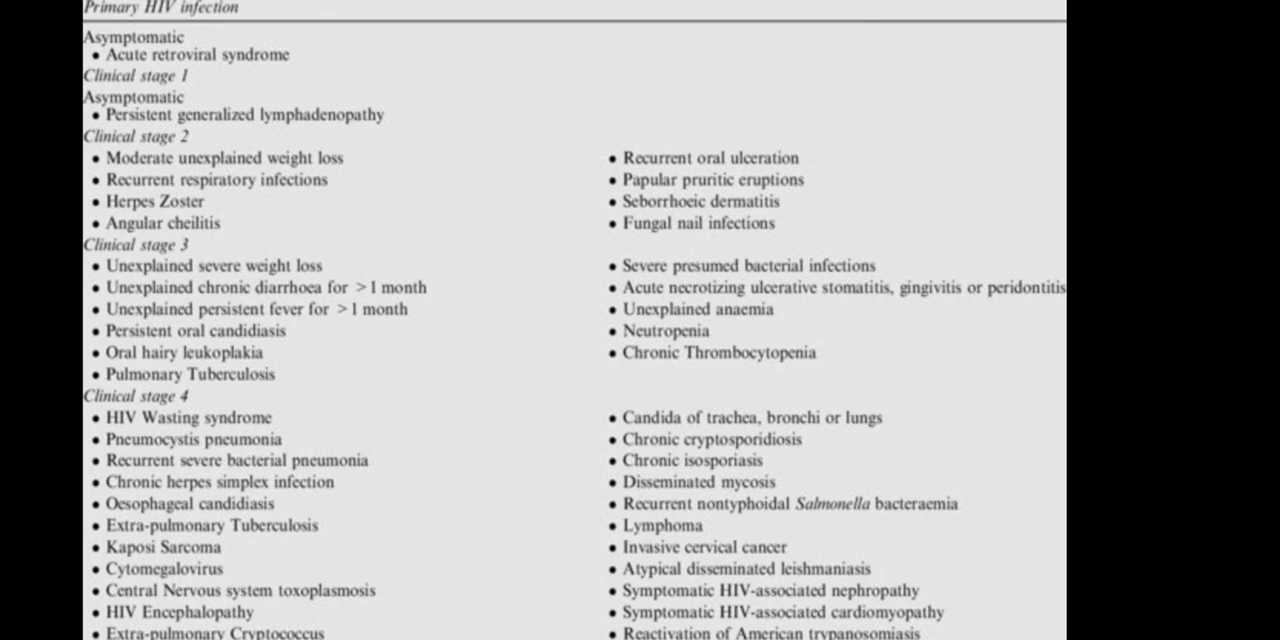 Primary HIV infection
Asymptomatic
• Acute retroviral syndrome
Clinical stage 1
Asymptomatic
• Persistent generalized lymphadenopathy
Clinical stage 2
• Moderate unexplained weight loss • Recurrent oral ulceration
• Recurrent respiratory infections • Papular pruritic eruptions
• Herpes Zoster • Seborrhoeic dermatitis
• Angular cheilitis • Fungal nail infections
Clinical stage 3
• Unexplained severe weight loss • Severe presumed bacterial infections
• Unexplained chronic diarrhoea for >1 month • Acute necrotizing ulcerative stomatitis, gingivitis or peridontitis
• Unexplained persistent fever for >1 month • Unexplained anaemia
• Persistent oral candidiasis • Neutropenia
• Oral hairy leukoplakia • Chronic Thrombocytopenia
• Pulmonary Tuberculosis
Clinical stage 4
• HIV Wasting syndrome • Candida of trachea, bronchi or lungs
• Pneumocystis pneumonia • Chronic cryptosporidiosis
• Recurrent severe bacterial pneumonia • Chronic isosporiasis
• Chronic herpes simplex infection • Disseminated mycosis
• Oesophageal candidiasis • Recurrent nontyphoidal Salmonella bacteraemia
• Extra-pulmonary Tuberculosis • Lymphoma
• Kaposi Sarcoma • Invasive cervical cancer
• Cytomegalovirus • Atypical disseminated leishmaniasis
• Central Nervous system toxoplasmosis • Symptomatic HIV-associated nephropathy
• HIV Encephalopathy • Symptomatic HIV-associated cardiomyopathy
• Extra-pulmonary Cryptococcus • Reactivation of American trypanosomiasis